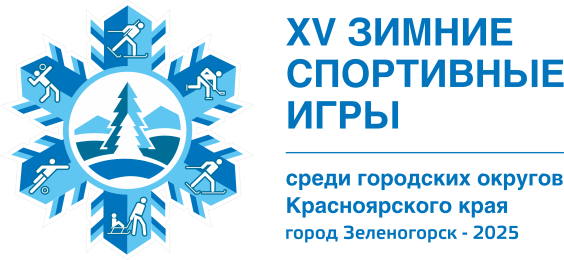 XV ЗИМНИЕ
СПОРТИВНЫЕ
ИГРЫ
среди городских округов
Красноярского края
город Зеленогорск - 2025